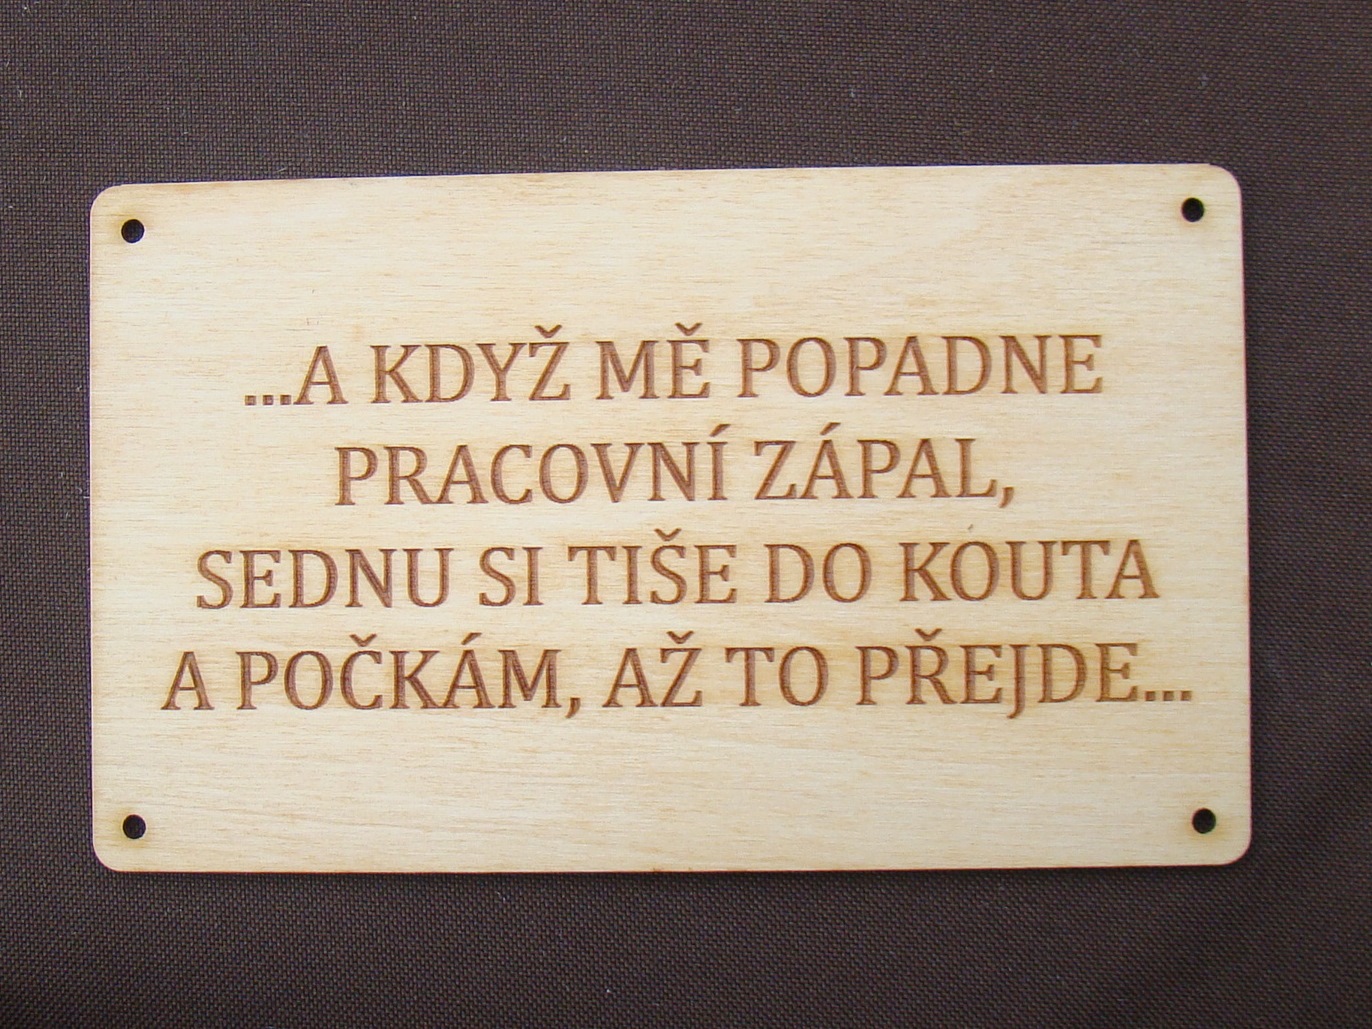 ...A KDYŽ MĚ POPADNE
PRACOVNÍ ZÁPAL,
SEDNU SI TIŠE DO KOUTA
A POČKÁM, AŽ TO PŘEJDE...